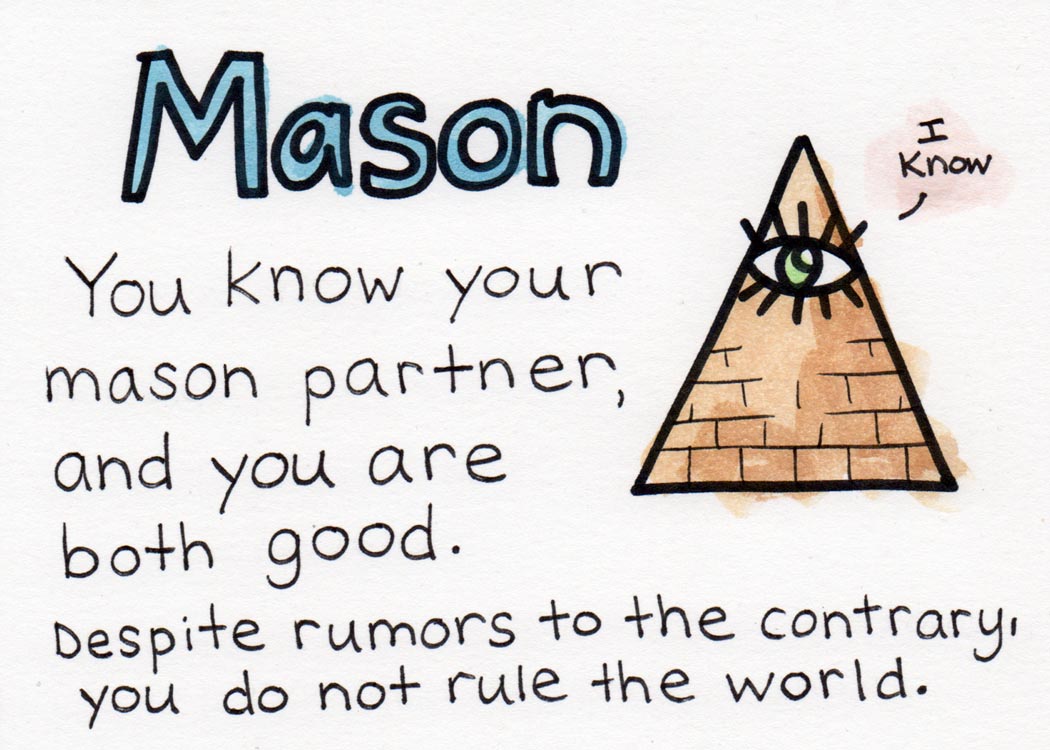 Mason
I
Know
You know your
mason partner,
and you are
both good.
Despite rumors to the contrary,
you do not rule the world.